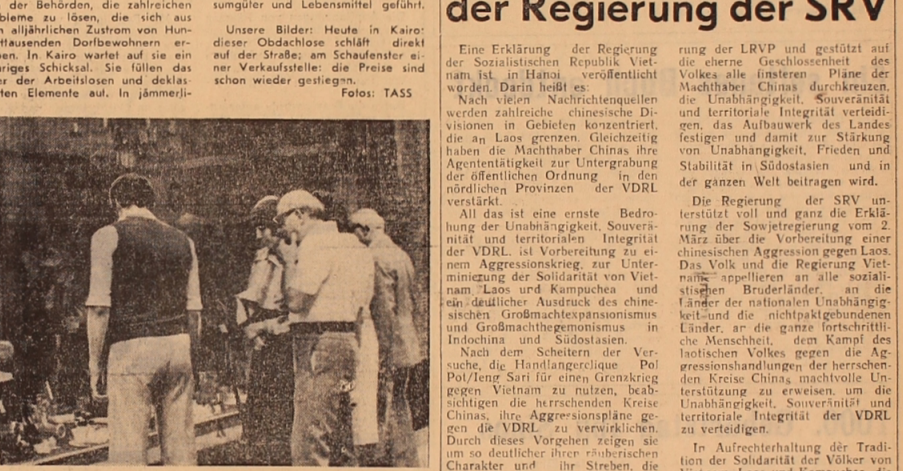 der Behörden, die zahlreichen
bleme zu lösen, die sich aus
alljährlichen Zustrom von Hun-
ttausenden Dorfbewohnern er-
en. In Kairo wartet auf sie ein
riges Schicksal. Sie füllen das
er der Arbeitslosen und deklas-
ten Elemente auf. In jämmerli-
sumgüter und Lebensmittel geführt.
Unsere Bilder: Heute in Kairo:
dieser Obdachlose schläft direkt
auf der Straße; am Schaufenster ei-
ner Verkaufsstelle: die Preise sind
schon wieder gestiegen.
Fotos: TASS
der Regierung der SRV
Eine Erklärung der Regierung
der Sozialistischen Republik Viet-
nam ist in Hanoi veröffentlicht
worden. Darin heißt es:
Nach vielen Nachrichtenquellen
werden zahlreiche chinesische Di-
visionen in Gebieten konzentriert,
die an Laos grenzen. Gleichzeitig
haben die Machthaber Chinas ihre
Agententätigkeit zur Untergrabung
der öffentlichen Ordnung in den
nördlichen Provinzen der VDRL
verstärkt.
All das ist eine ernste Bedro-
hung der Unabhängigkeit, Souverä-
nität und territorialen Integrität
der VDRL, ist Vorbereitung zu ei-
nem Aggressionskrieg, zur Unter-
minierung der Solidarität von Viet-
nam, Laos und Kampuchea und
ein deutlicher Ausdruck des chine-
sischen Großmachtexpansionismus
und Großmachthegemonismus in
Indochina und Südostasien.
Nach dem Scheitern der Ver-
suche, die Handlangerclique Pol
Pol/Ieng Sari für einen Grenzkrieg
gegen Vietnam zu nutzen, beab-
sichtigen die herrschenden Kreise
Chinas, ihre Aggressionspläne ge-
gen die VDRL zu verwirklichen.
Durch dieses Vorgehen zeigen sie
um so deutlicher ihren räuberischen
Charakter und ihr Streben, die
rung der LRVP und gestützt auf
die eherne Geschlossenheit des
Volkes alle finsteren Pläne der
Machthaber Chinas durchkreuzen,
die Unabhängigkeit, Souveränität
und territoriale Integrität verteidi-
gen, das Aufbauwerk des Landes
festigen und damit zur Stärkung
von Unabhängigkeit, Frieden und
Stabilität in Südostasien und in
der ganzen Welt beitragen wird.
Die Regierung der SRV un-
terstützt voll und ganz die Erklä-
rung der Sowjetregierung vom 2.
März über die Vorbereitung einer
chinesischen Aggression gegen Laos.
Das Volk und die Regierung Viet-
nams appellieren an alle soziali-
stischen Bruderländer, an die
Länder der nationalen Unabhängig-
keit und die nichtpaktgebundenen
Länder, ar die ganze fortschrittli-
che Menschheit, dem Kampf des
laotischen Volkes gegen die Ag-
gressionshandlungen der herrschen-
den Kreise Chinas machtvolle Un-
terstützung zu erweisen, um die
Unabhängigkeit, Souveränität und
territoriale Integrität der VDRL
zu verteidigen.
In Aufrechterhaltung der Tradi-
tion der Solidarität der Völker von